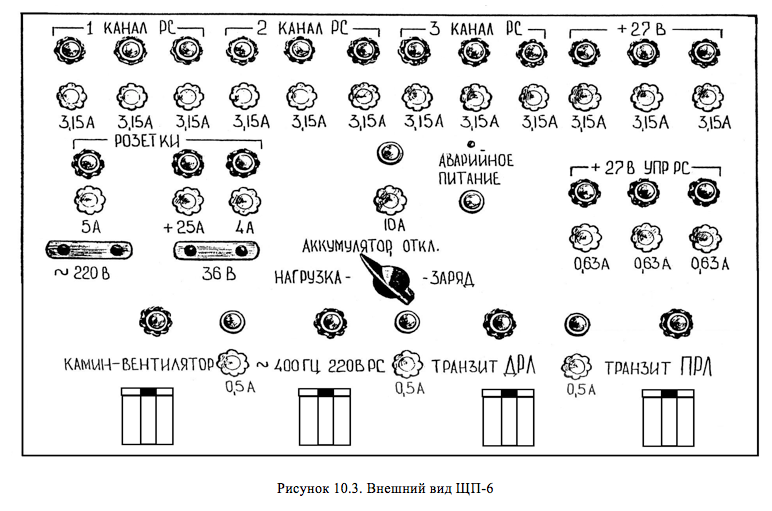 1 КАНАЛ РС 2 КАНАЛ РС 3 КАНАЛ РС +27 В
3,15А 3,15А 3,15А 3,15А 3,15А 3,15А 3,15А 3,15А 3,15А 3,15А 3,15А 3,15А
РОЗЕТКИ
АВАРИЙНОЕ
ПИТАНИЕ
+27 В УПР РС
5А +25А 4А 10А
0,63А 0,63А 0,63А
~220 В 36 В
АККУМУЛЯТОР ОТКЛ.
НАГРУЗКА- -ЗАРЯД
КАМИН-ВЕНТИЛЯТОР ~400 ГЦ 220В РС ТРАНЗИТ ДРЛ ТРАНЗИТ ПРЛ
0,5А 0,5А 0,5А
Рисунок 10.3. Внешний вид ЩП-6